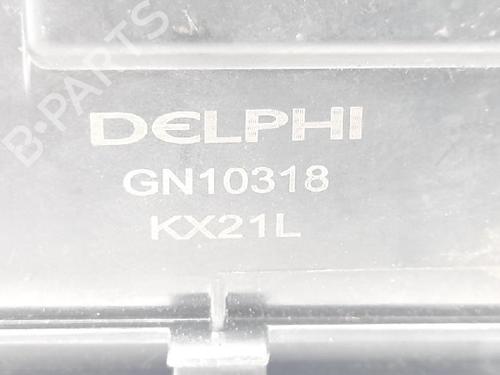 B-PARTS
DELPHI
GN10318
KX21L